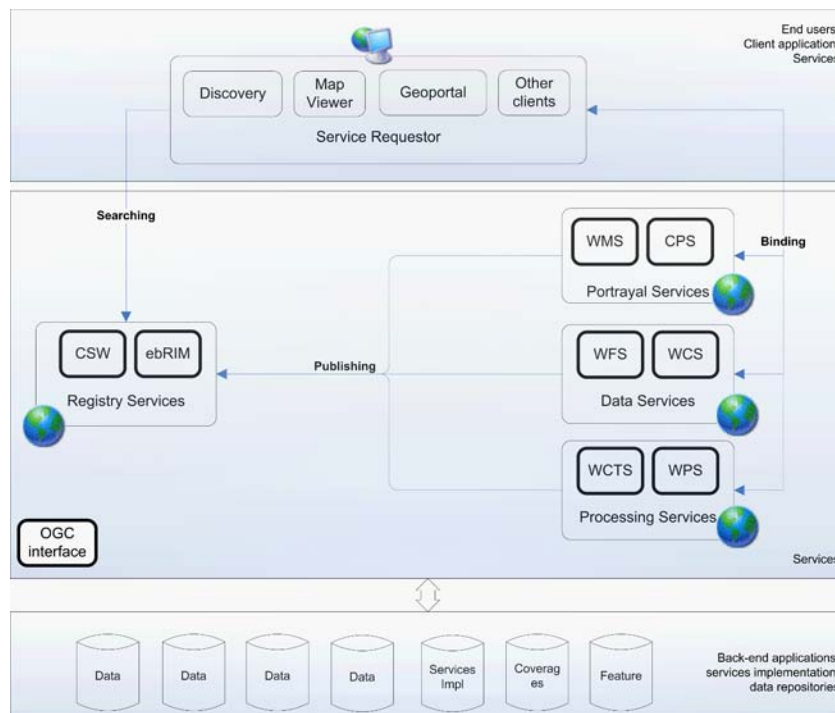 End users
Client application
Services
Discovery
Map
Viewer
Geoportal
Other
clients
Service Requestor
Searching
WMS
CPS
Binding
Portrayal Services
CSW
ebRIM
Registry Services
Publishing
WFS
WCS
Data Services
WCTS
WPS
Processing Services
OGC
interface
Services
Data
Data
Data
Data
Services
Impl
Coverag
es
Feature
Back-end applications
services implementation
data repositories